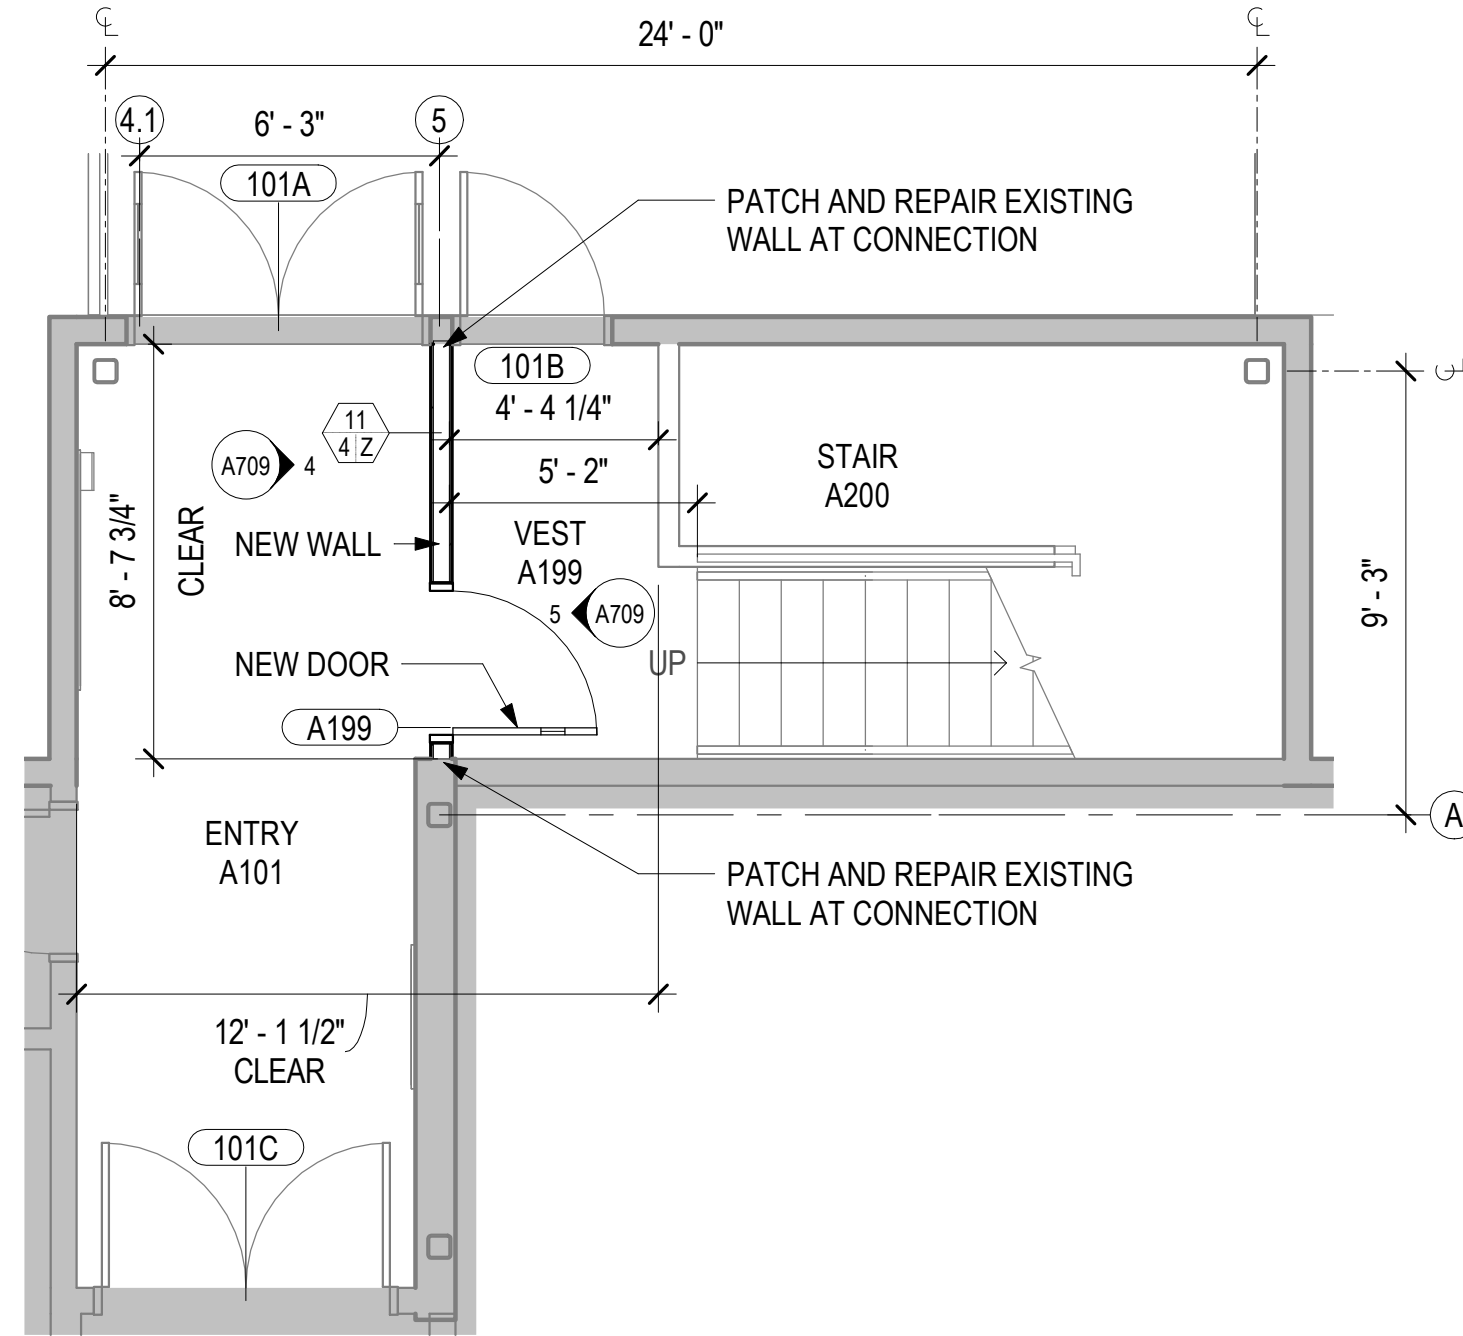 24' - 0"
4.1
6' - 3"
5
101A
PATCH AND REPAIR EXISTING
WALL AT CONNECTION
101B
4' - 4 1/4"
11
4 Z
A709
4
5' - 2"
STAIR
A200
8' - 7 3/4"
CLEAR
NEW WALL
VEST
A199
5
A709
9' - 3"
NEW DOOR
UP
A199
A
ENTRY
A101
PATCH AND REPAIR EXISTING
WALL AT CONNECTION
12' - 1 1/2"
CLEAR
101C